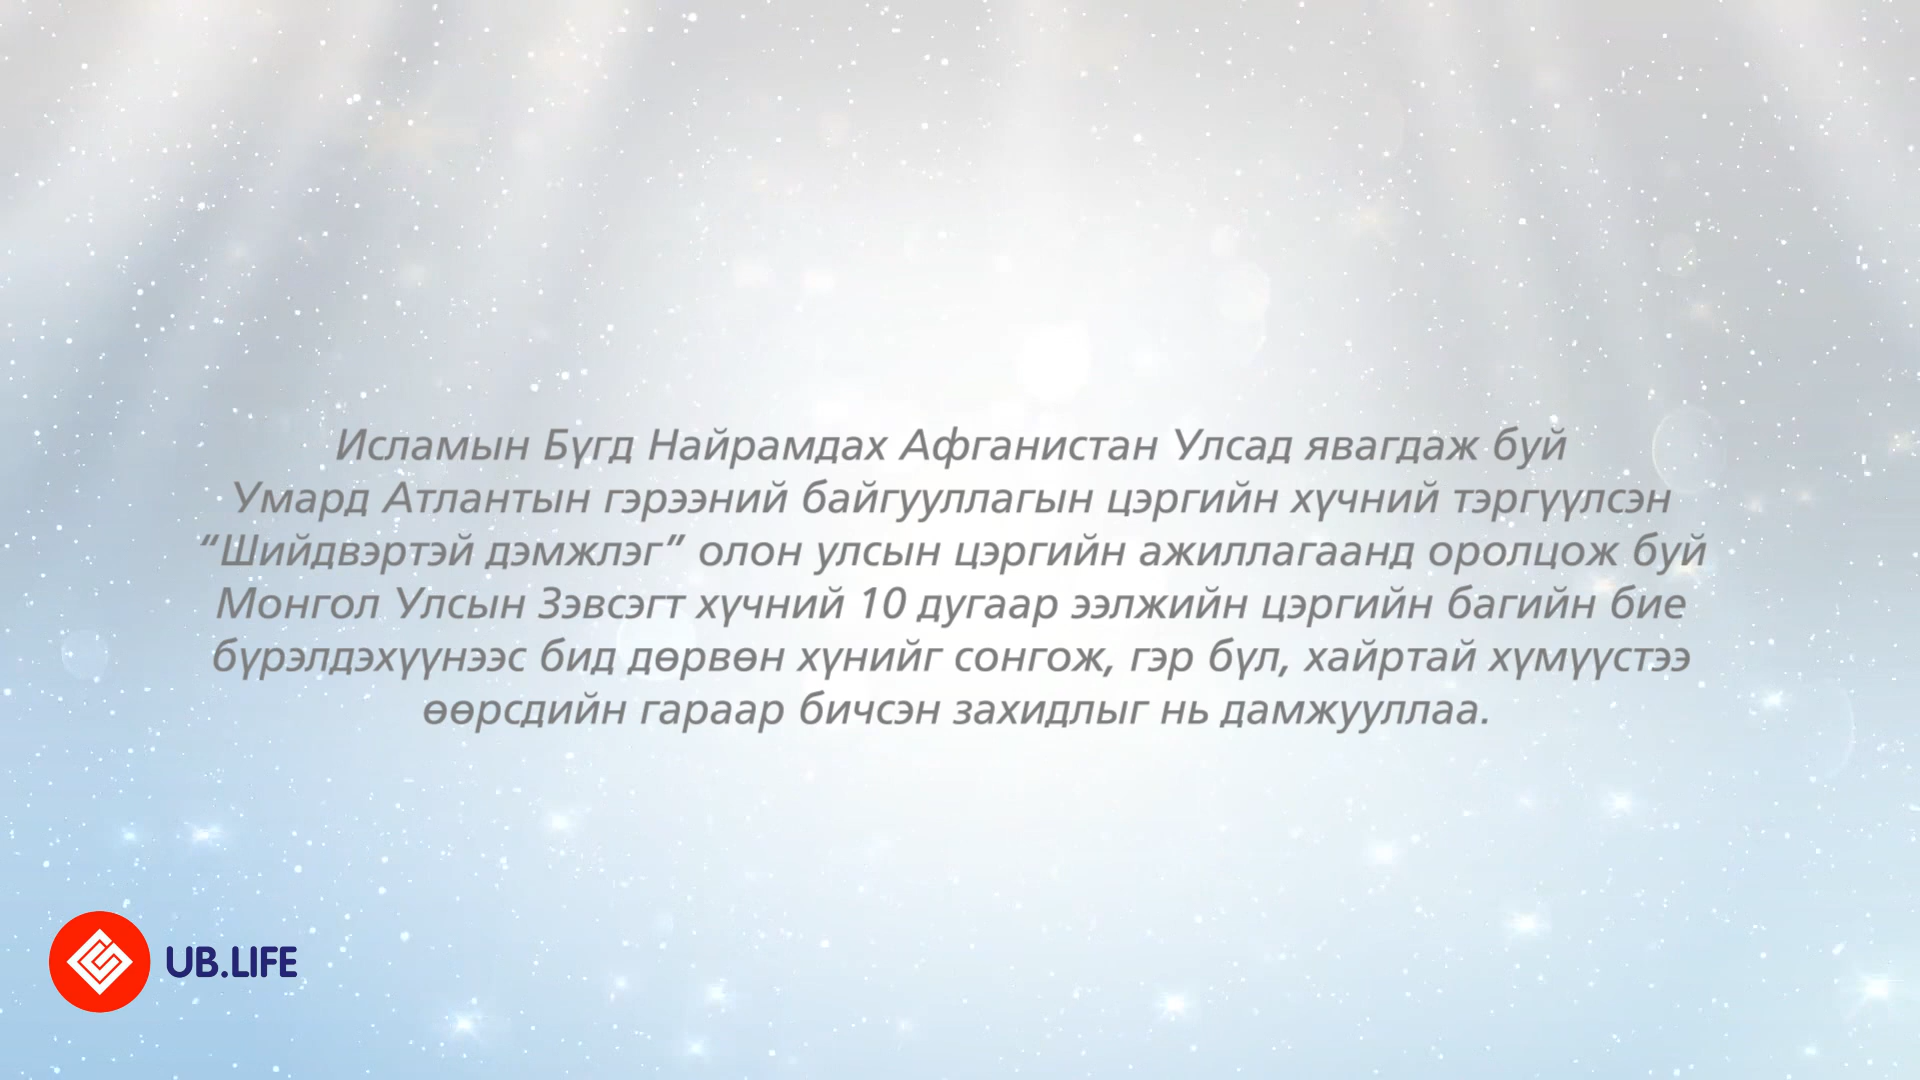 Исламын Бүгд Найрамдах Афганистан Улсад явагдаж буй
Умард Атлантын гэрээний байгууллагын цэргийн хүчний тэргүүлсэн
“Шийдвэртэй дэмжлэг” олон улсын цэргийн ажиллагаанд оролцож буй
Монгол Улсын Зэвсэгт хүчний 10 дугаар ээлжийн цэргийн багийн бие
бүрэлдэхүүнээс бид дөрвөн хүнийг сонгож, гэр бүл, хайртай хүмүүстээ
өөрсдийн гараар бичсэн захидлыг нь дамжууллаа.
UB.LIFE